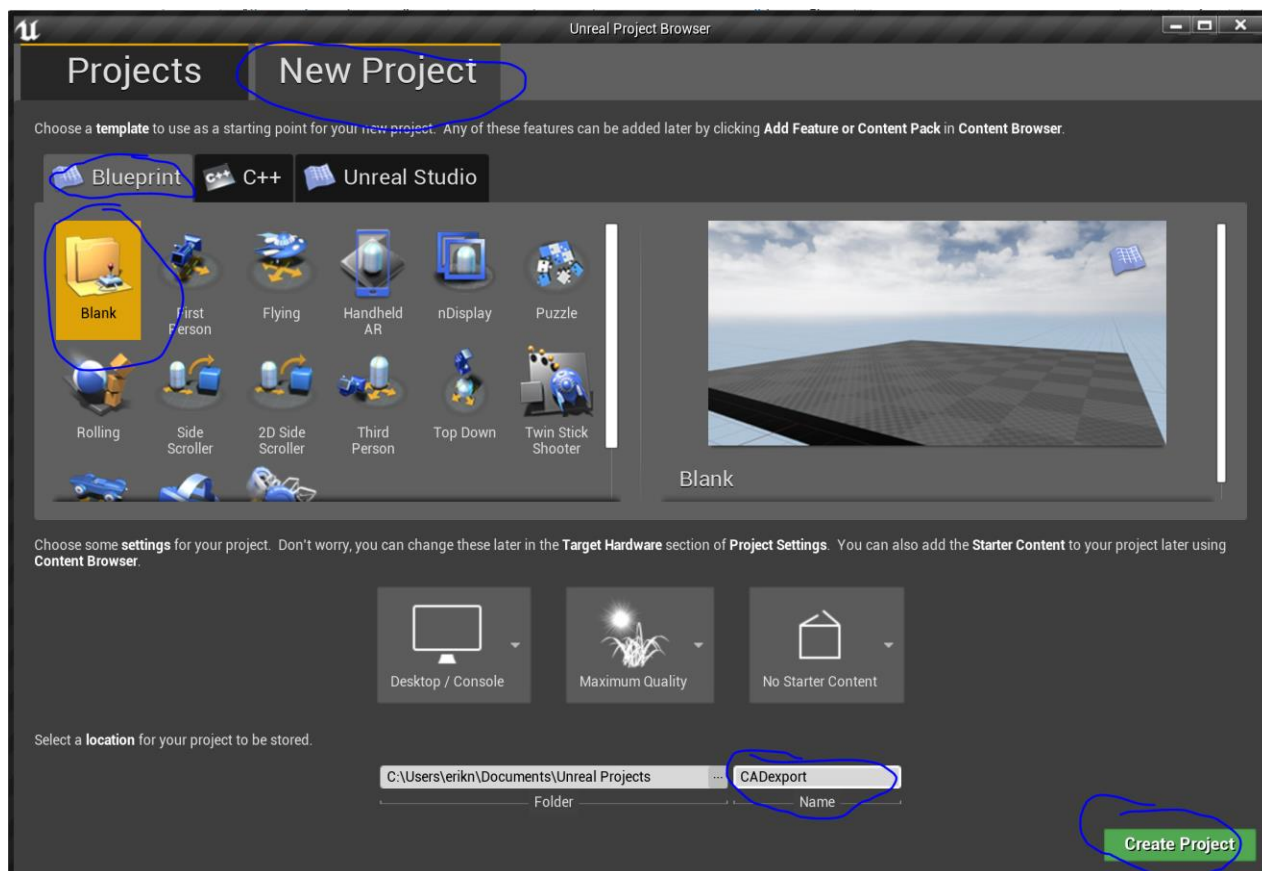 Unreal Project Browser
Projects
New Project
Choose a template to use as a starting point for your new project. Any of these features can be added later by clicking Add Feature or Content Pack in Content Browser.
Blueprint
C++
Unreal Studio
Blank
First Person
Flying
Handheld AR
nDisplay
Puzzle
Rolling
Side Scroller
2D Side Scroller
Third Person
Top Down
Twin Stick Shooter
Blank
Choose some settings for your project. Don't worry, you can change these later in the Target Hardware section of Project Settings. You can also add the Starter Content to your project later using
Content Browser.
Desktop / Console
Maximum Quality
No Starter Content
Select a location for your project to be stored.
C:\Users\erikn\Documents\Unreal Projects
...
CADexport
Folder
Name
Create Project